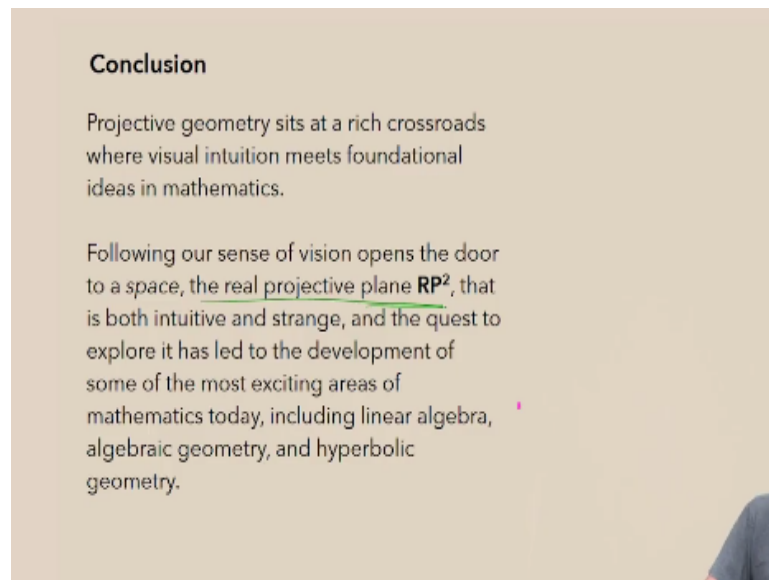 Conclusion
Projective geometry sits at a rich crossroads
where visual intuition meets foundational
ideas in mathematics.
Following our sense of vision opens the door
to a space, the real projective plane RP², that
is both intuitive and strange, and the quest to
explore it has led to the development of
some of the most exciting areas of
mathematics today, including linear algebra,
algebraic geometry, and hyperbolic
geometry.